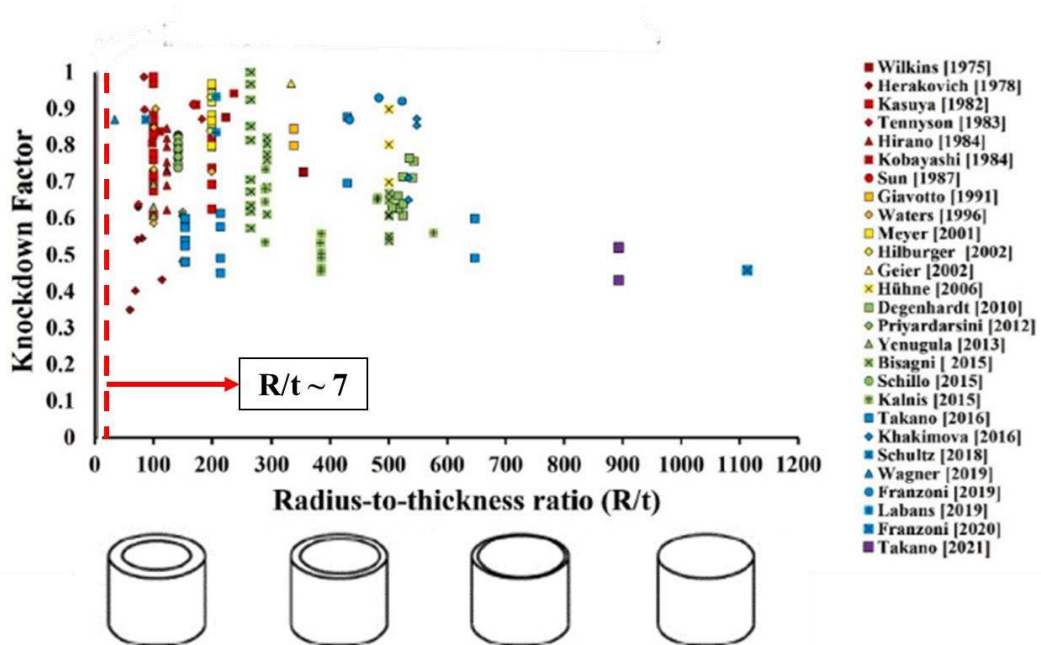 Knockdown Factor
1
0.9
0.8
0.7
0.6
0.5
0.4
0.3
0.2
0.1
0
R/t ~ 7
0 100 200 300 400 500 600 700 800 900 1000 1100 1200
Radius-to-thickness ratio (R/t)
Wilkins [1975]
Herakovich [1978]
Kasuya [1982]
Tennyson [1983]
Hirano [1984]
Kobayashi [1984]
Sun [1987]
Giavotto [1991]
Waters [1996]
Meyer [2001]
Hilburger [2002]
Geier [2002]
Hühne [2006]
Degenhardt [2010]
Priyardarsini [2012]
Yenugula [2013]
Bisagni [ 2015]
Schillo [2015]
Kalnis [2015]
Takano [2016]
Khakimova [2016]
Schultz [2018]
Wagner [2019]
Franzoni [2019]
Labans [2019]
Franzoni [2020]
Takano [2021]